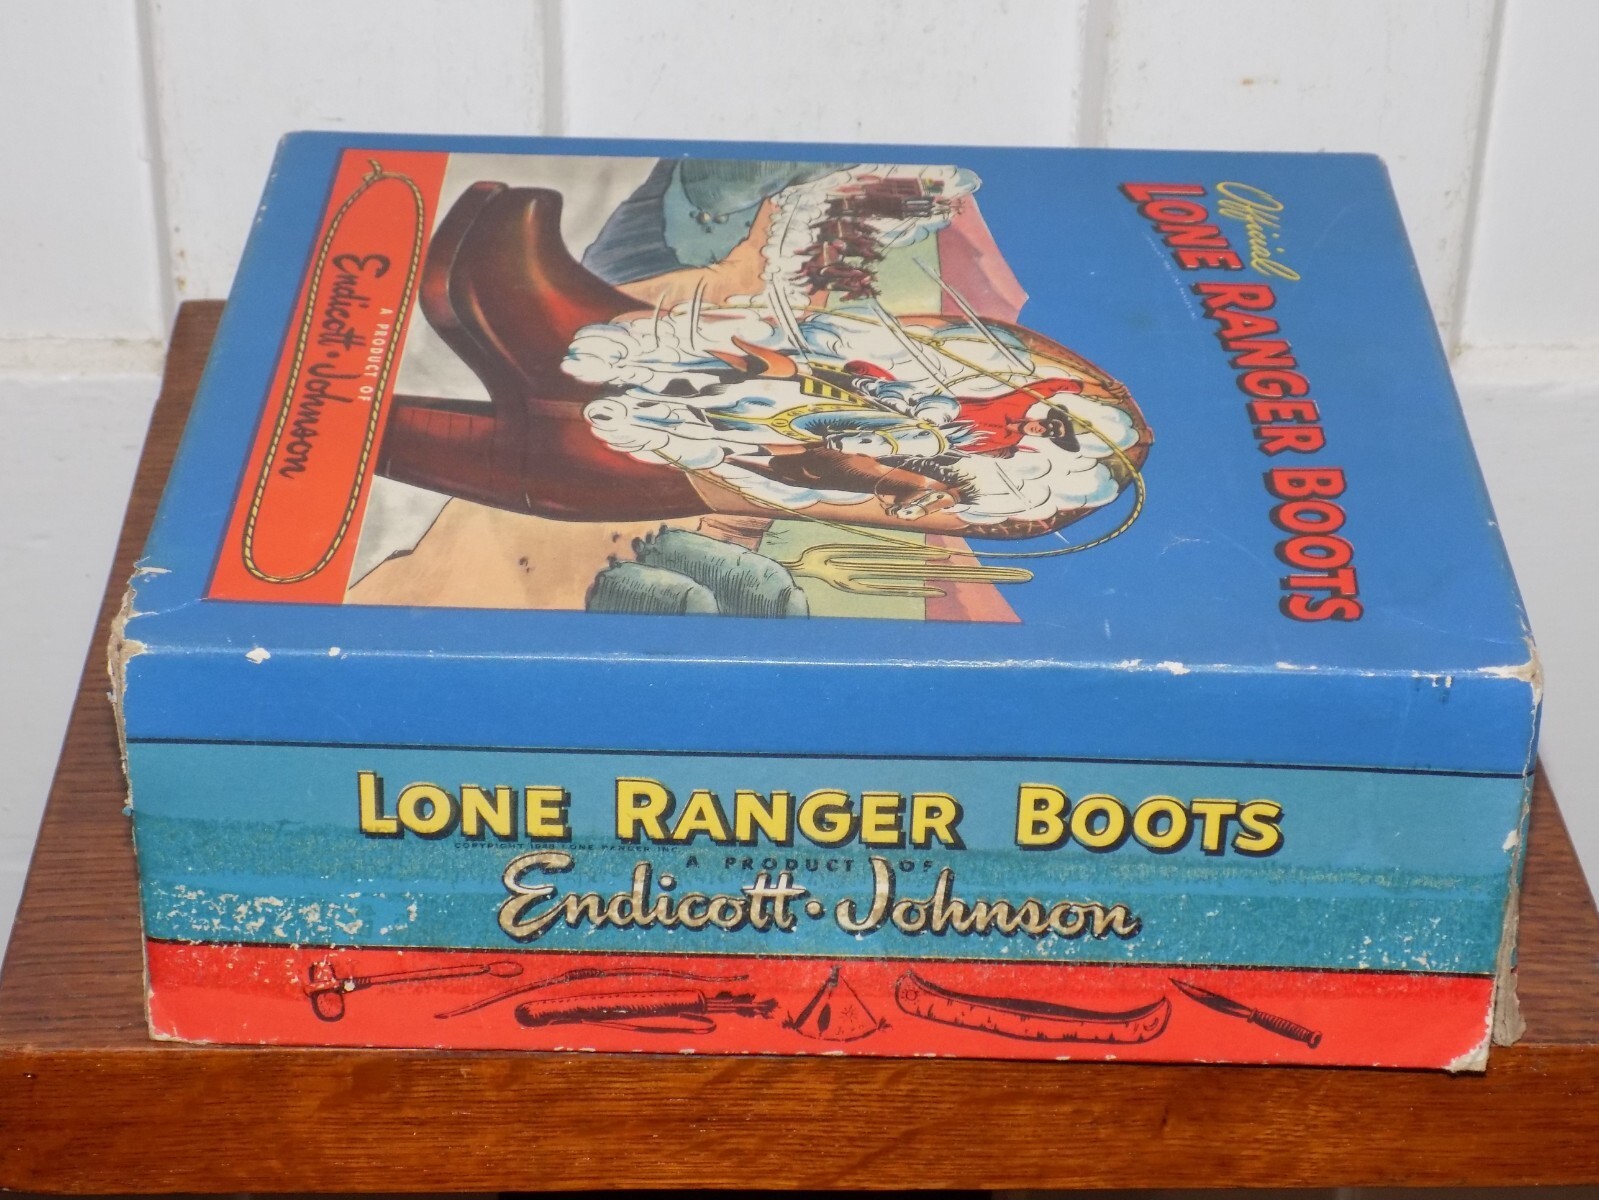 Official
LONE RANGER BOOTS
A PRODUCT OF
Endicott·Johnson
LONE RANGER BOOTS
A PRODUCT OF
Endicott·Johnson